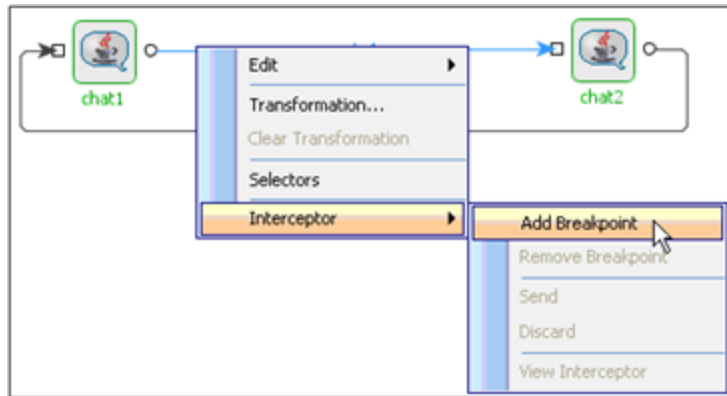 chat1
chat2
Edit
Transformation...
Clear Transformation
Selectors
Interceptor
Add Breakpoint
Remove Breakpoint
Send
Discard
View Interceptor